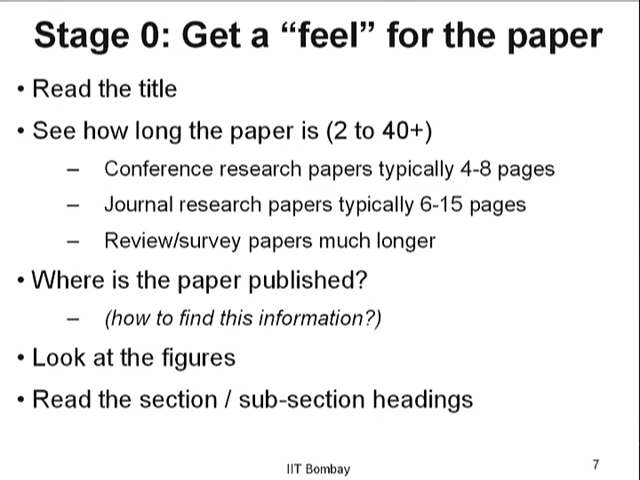 Stage 0: Get a “feel” for the paper
• Read the title
• See how long the paper is (2 to 40+)
– Conference research papers typically 4-8 pages
– Journal research papers typically 6-15 pages
– Review/survey papers much longer
• Where is the paper published?
– (how to find this information?)
• Look at the figures
• Read the section / sub-section headings
IIT Bombay
7